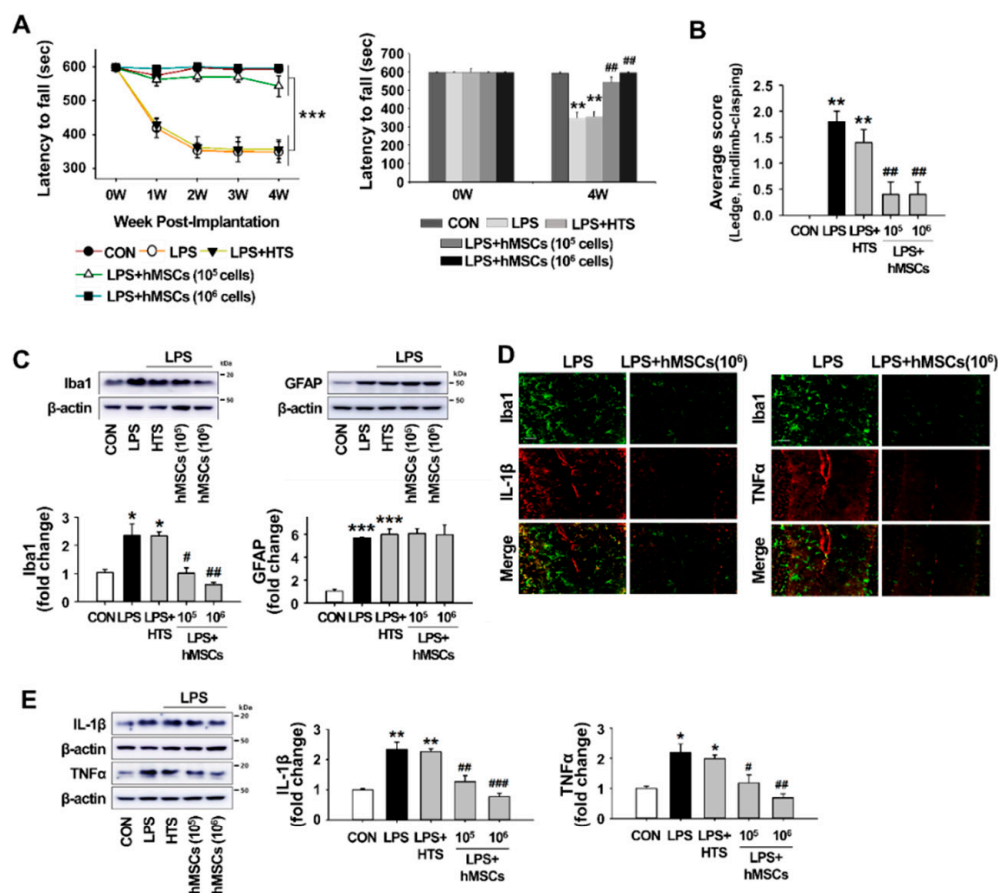 A
Latency to fall (sec)
600
500
400
300
0W 1W 2W 3W 4W
Week Post-Implantation
***
CON LPS LPS+HTS
LPS+hMSCs (10⁵ cells)
LPS+hMSCs (10⁶ cells)
Latency to fall (sec)
700
600
500
400
300
200
100
0
** ** ## ##
0W 4W
CON LPS LPS+HTS
LPS+hMSCs (10⁵ cells)
LPS+hMSCs (10⁶ cells)
B
Average score
(Ledge, hindlimb-clasping)
2.5
2.0
1.5
1.0
0.5
0.0
** ** ## ##
CON LPS LPS+ 10⁵ 10⁶
HTS LPS+
hMSCs
C
LPS
kDa
Iba1
20
β-actin
50
CON LPS HTS hMSCs (10⁵) hMSCs (10⁶)
LPS
kDa
GFAP
50
β-actin
50
CON LPS HTS hMSCs (10⁵) hMSCs (10⁶)
Iba1
(fold change)
3
2
1
0
* * # ##
CON LPS LPS+ 10⁵ 10⁶
HTS LPS+
hMSCs
GFAP
(fold change)
6
4
2
0
*** ***
CON LPS LPS+ 10⁵ 10⁶
HTS LPS+
hMSCs
D
LPS LPS+hMSCs(10⁶)
Iba1
IL-1β
Merge
LPS LPS+hMSCs(10⁶)
Iba1
TNFα
Merge
E
LPS
kDa
IL-1β
20
β-actin
50
TNFα
20
β-actin
50
CON LPS HTS hMSCs (10⁵) hMSCs (10⁶)
IL-1β
(fold change)
3
2
1
0
** ** ## ###
CON LPS LPS+ 10⁵ 10⁶
HTS LPS+
hMSCs
TNFα
(fold change)
3
2
1
0
* * # ##
CON LPS LPS+ 10⁵ 10⁶
HTS LPS+
hMSCs